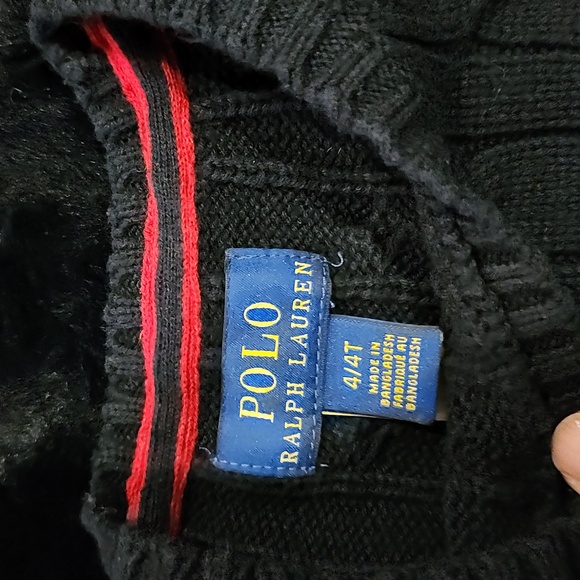 POLO
RALPH LAUREN
4/4T
MADE IN
BANGLADESH
FABRIQUÉ AU
BANGLADESH